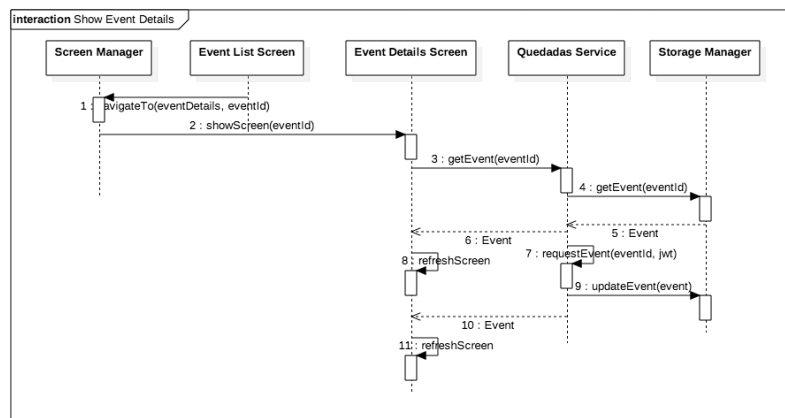 interaction Show Event Details
Screen Manager
Event List Screen
Event Details Screen
Quedadas Service
Storage Manager
1 : navigateTo(eventDetails, eventId)
2 : showScreen(eventId)
3 : getEvent(eventId)
4 : getEvent(eventId)
5 : Event
6 : Event
7 : requestEvent(eventId, jwt)
8 : refreshScreen
9 : updateEvent(event)
10 : Event
11 : refreshScreen